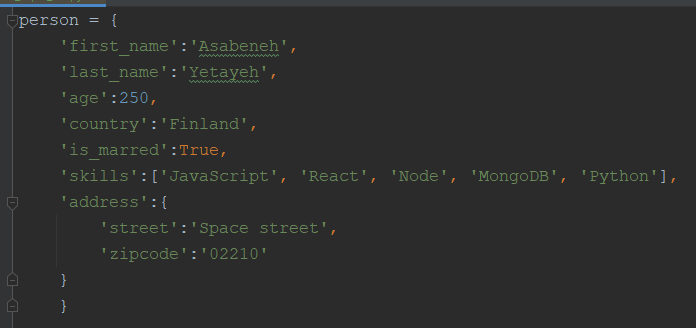 person = {
    'first_name':'Asabeneh',
    'last_name':'Yetayeh',
    'age':250,
    'country':'Finland',
    'is_marred':True,
    'skills':['JavaScript', 'React', 'Node', 'MongoDB', 'Python'],
    'address':{
        'street':'Space street',
        'zipcode':'02210'
    }
    }